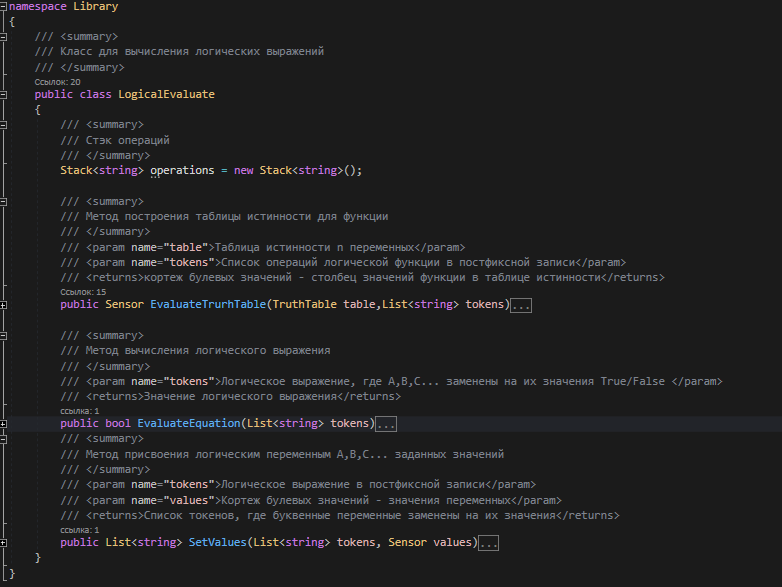 namespace Library
{
/// <summary>
/// Класс для вычисления логических выражений
/// </summary>
Ссылок: 20
public class LogicalEvaluate
{
/// <summary>
/// Стэк операций
/// </summary>
Stack<string> operations = new Stack<string>();
/// <summary>
/// Метод построения таблицы истинности для функции
/// </summary>
/// <param name="table">Таблица истинности n переменных</param>
/// <param name="tokens">Список операций логической функции в постфиксной записи</param>
/// <returns>кортеж булевых значений - столбец значений функции в таблице истинности</returns>
Ссылок: 15
public Sensor EvaluateTrurhTable(TruthTable table,List<string> tokens)...
/// <summary>
/// Метод вычисления логического выражения
/// </summary>
/// <param name="tokens">Логическое выражение, где A,B,C... заменены на их значения True/False </param>
/// <returns>Значение логического выражения</returns>
ссылка: 1
public bool EvaluateEquation(List<string> tokens)...
/// <summary>
/// Метод присвоения логическим переменным A,B,C... заданных значений
/// </summary>
/// <param name="tokens">Логическое выражение в постфиксной записи</param>
/// <param name="values">Кортеж булевых значений - значения переменных</param>
/// <returns>Список токенов, где буквенные переменные заменены на их значения</returns>
ссылка: 1
public List<string> SetValues(List<string> tokens, Sensor values)...
}
}